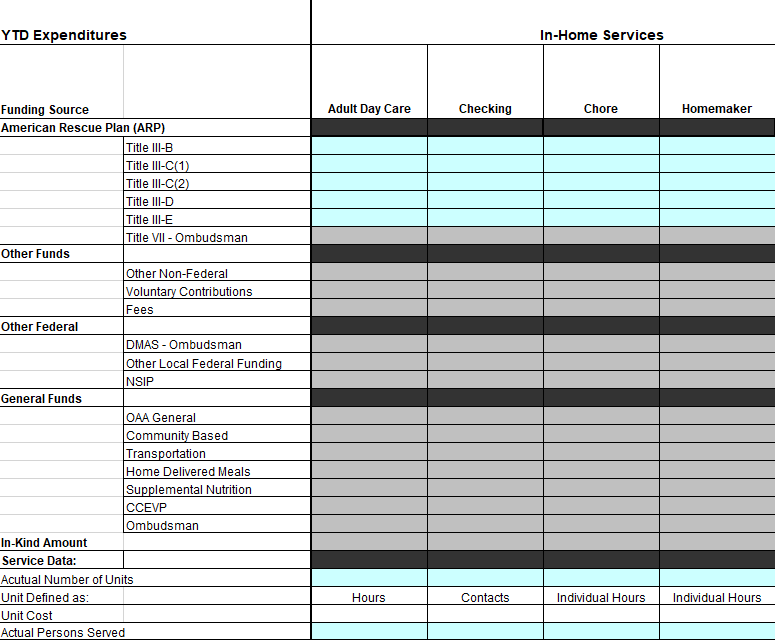 YTD Expenditures In-Home Services
Funding Source Adult Day Care Checking Chore Homemaker
American Rescue Plan (ARP)
Title III-B
Title III-C(1)
Title III-C(2)
Title III-D
Title III-E
Title VII - Ombudsman
Other Funds
Other Non-Federal
Voluntary Contributions
Fees
Other Federal
DMAS - Ombudsman
Other Local Federal Funding
NSIP
General Funds
OAA General
Community Based
Transportation
Home Delivered Meals
Supplemental Nutrition
CCEVP
Ombudsman
In-Kind Amount
Service Data:
Acutual Number of Units
Unit Defined as: Hours Contacts Individual Hours Individual Hours
Unit Cost
Actual Persons Served